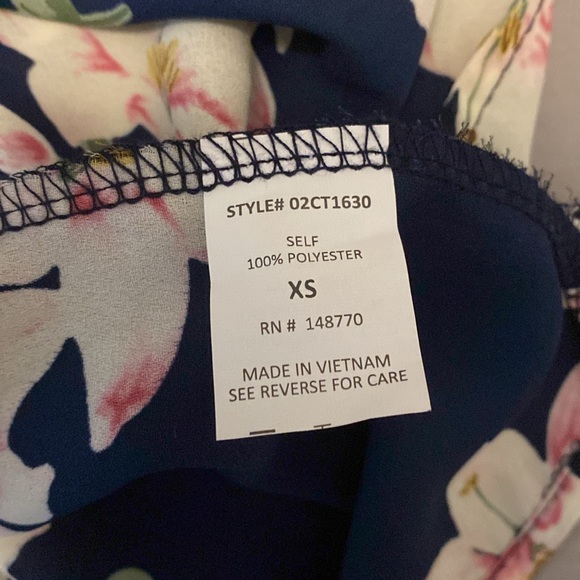 STYLE# 02CT1630
SELF
100% POLYESTER
XS
RN # 148770
MADE IN VIETNAM
SEE REVERSE FOR CARE